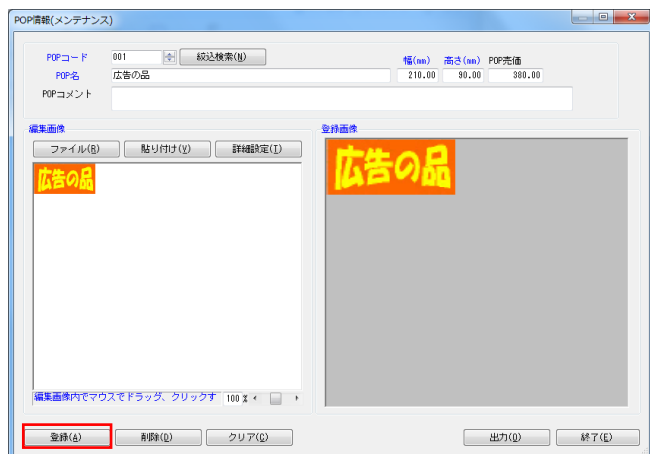 POP情報(メンテナンス)
POPコード 001 絞込検索(N) 幅(mm) 高さ(mm) POP売価
POP名 広告の品 210.00 90.00 380.00
POPコメント
編集画像 登録画像
ファイル(R) 貼り付け(V) 詳細設定(I)
広告の品 広告の品
編集画像内でマウスでドラッグ、クリックす 100 %
登録(A) 削除(D) クリア(C) 出力(O) 終了(E)